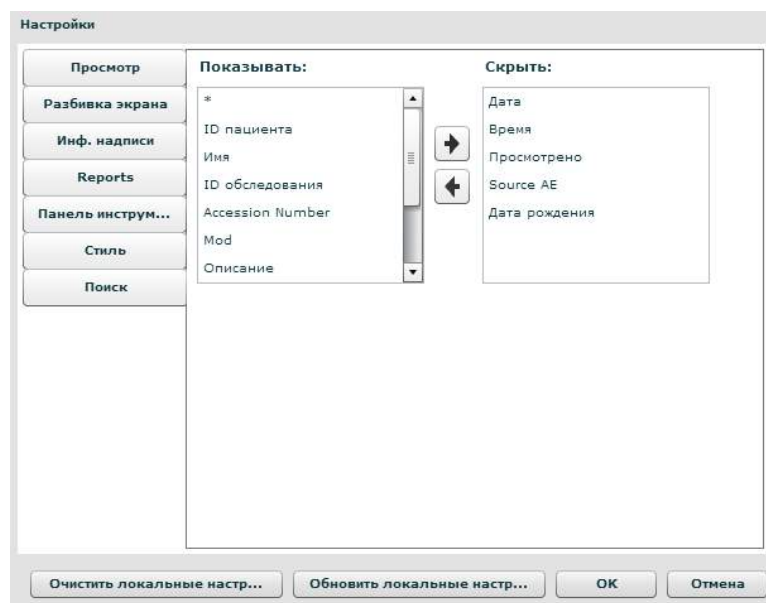 Настройки
Просмотр
Разбивка экрана
Инф. надписи
Reports
Панель инструм...
Стиль
Поиск
Показывать:
*
ID пациента
Имя
ID обследования
Accession Number
Mod
Описание
Скрыть:
Дата
Время
Просмотрено
Source AE
Дата рождения
Очистить локальные настр...
Обновить локальные настр...
OK
Отмена